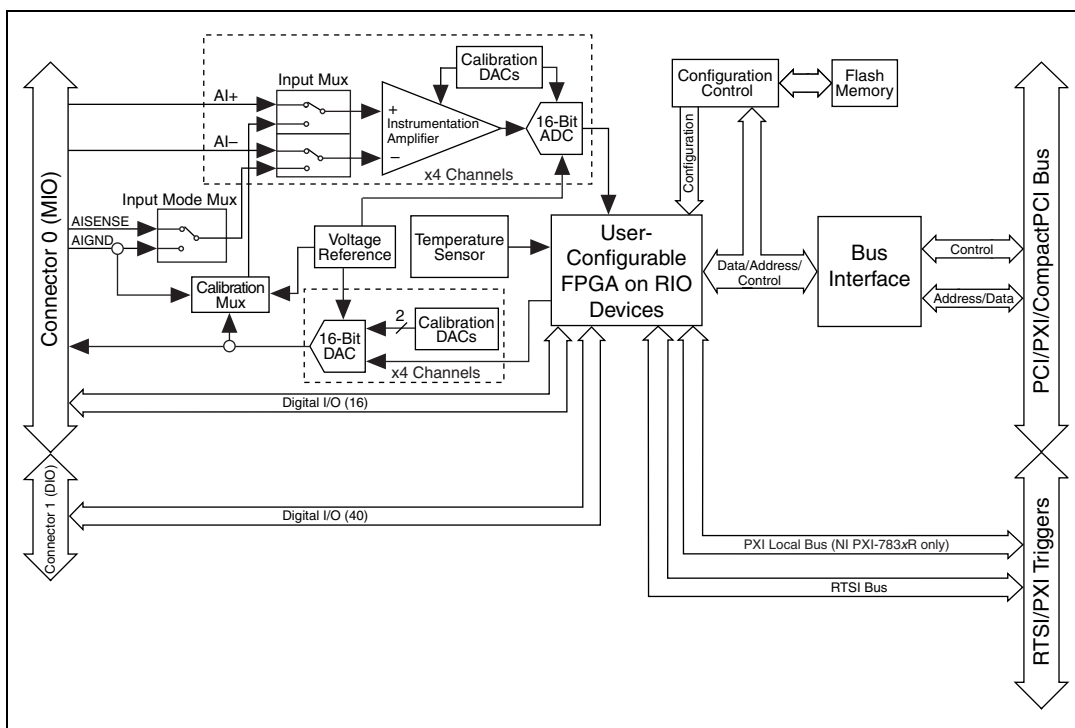 Connector 0 (MIO)
Connector 1 (DIO)
AI+
AI–
AISENSE
AIGND
Input Mux
Input Mode Mux
Calibration
Mux
+
Instrumentation
Amplifier
–
Calibration
DACs
16-Bit
ADC
x4 Channels
Voltage
Reference
Temperature
Sensor
2
Calibration
DACs
16-Bit
DAC
x4 Channels
Configuration
Control
Flash
Memory
Configuration
User-
Configurable
FPGA on RIO
Devices
Data/Address/
Control
Bus
Interface
Control
Address/Data
PCI/PXI/CompactPCI Bus
Digital I/O (16)
Digital I/O (40)
PXI Local Bus (NI PXI-783xR only)
RTSI Bus
RTSI/PXI Triggers